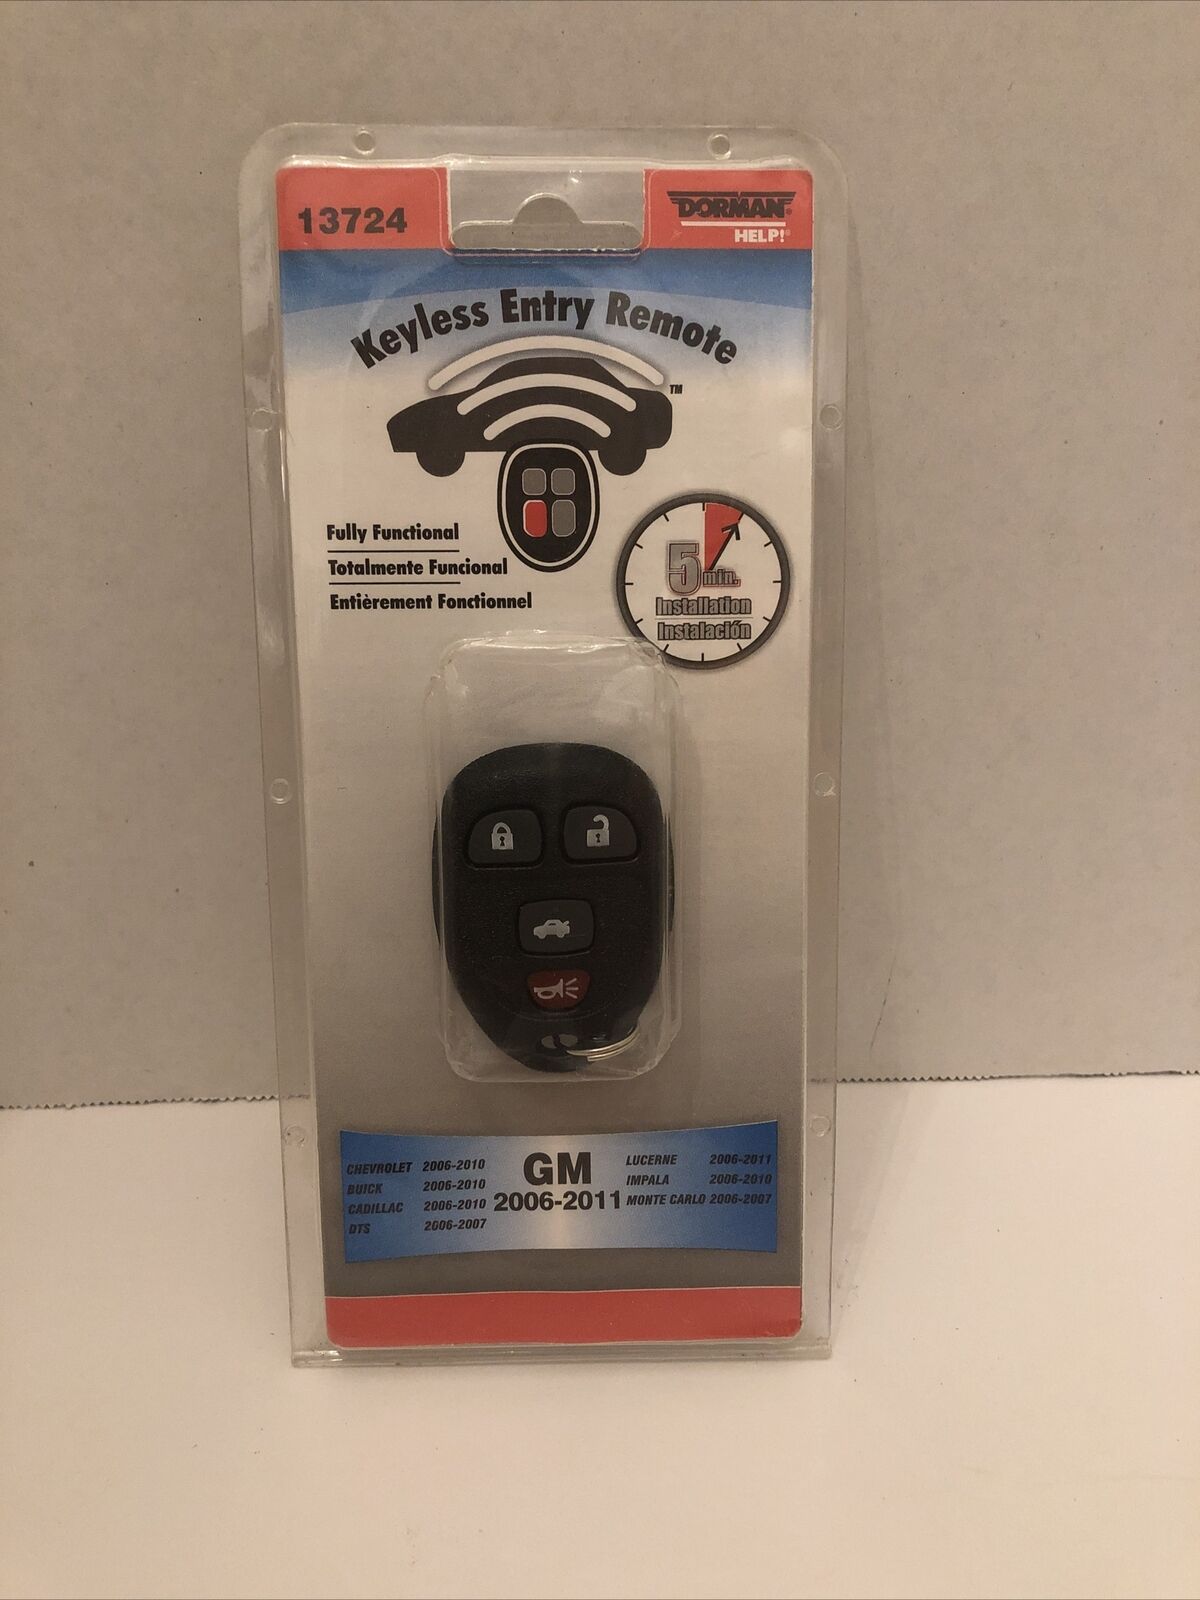 13724
DORMAN®
HELP!®
Keyless Entry Remote
TM
Fully Functional
Totalmente Funcional
Entièrement Fonctionnel
5 min.
Installation
Instalación
CHEVROLET 2006-2010
BUICK 2006-2010
CADILLAC 2006-2010
DTS 2006-2007
GM
2006-2011
LUCERNE 2006-2011
IMPALA 2006-2010
MONTE CARLO 2006-2007